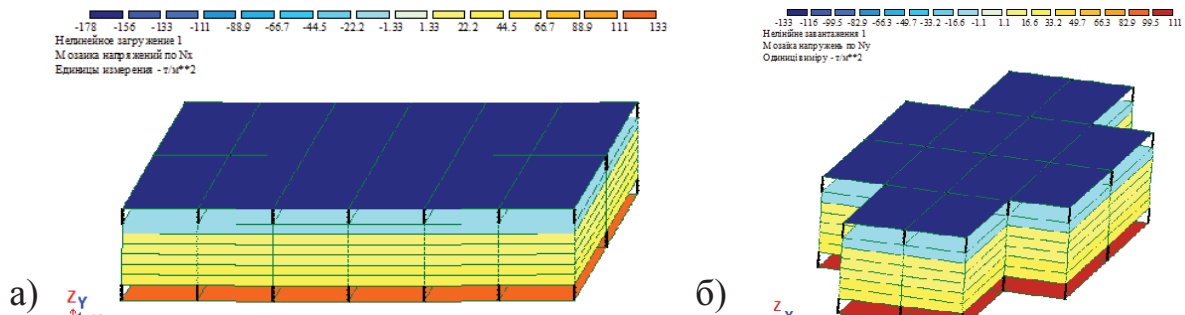 -178 -156 -133 -111 -88.9 -66.7 -44.5 -22.2 -1.33 1.33 22.2 44.5 66.7 88.9 111 133
Нелинейное загружение 1
Мозаика напряжений по Nx
Единицы измерения - т/м**2
Z
Y
а)
-133 -116 -99.5 -82.9 -66.3 -49.7 -33.2 -16.6 -1.1 1.1 16.6 33.2 49.7 66.3 82.9 99.5 111
Нелінійне завантаження 1
Мозаїка напружень по Ny
Одиниці виміру - т/м**2
Z
б)